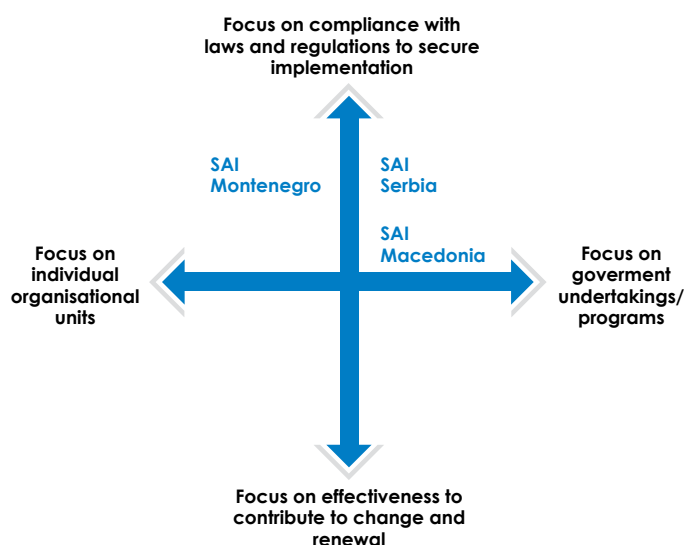 Focus on compliance with
laws and regulations to secure
implementation
SAI
Montenegro
SAI
Serbia
SAI
Macedonia
Focus on
individual
organisational
units
Focus on
goverment
undertakings/
programs
Focus on effectiveness to
contribute to change and
renewal